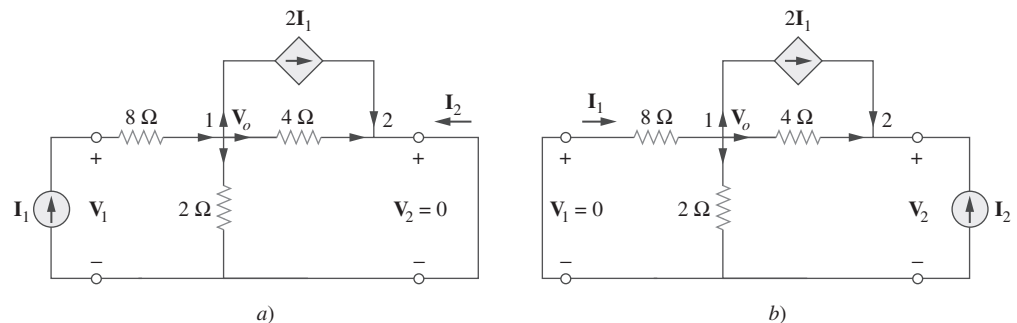 2I₁
8 Ω 1 Vₒ 4 Ω 2 I₂
+ +
I₁ V₁ 2 Ω V₂ = 0
− −
a)
2I₁
I₁ 8 Ω 1 Vₒ 4 Ω 2
+ +
V₁ = 0 2 Ω V₂ I₂
− −
b)